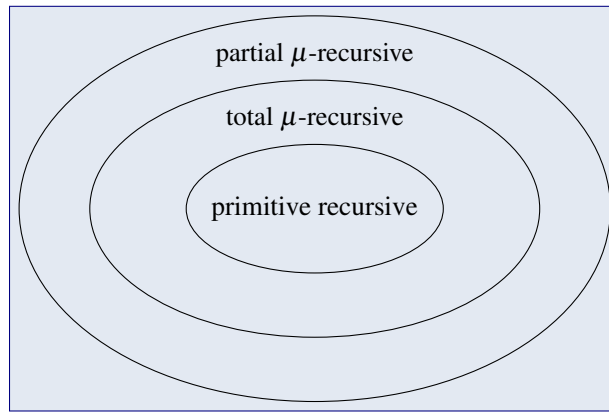 partial μ-recursive
total μ-recursive
primitive recursive